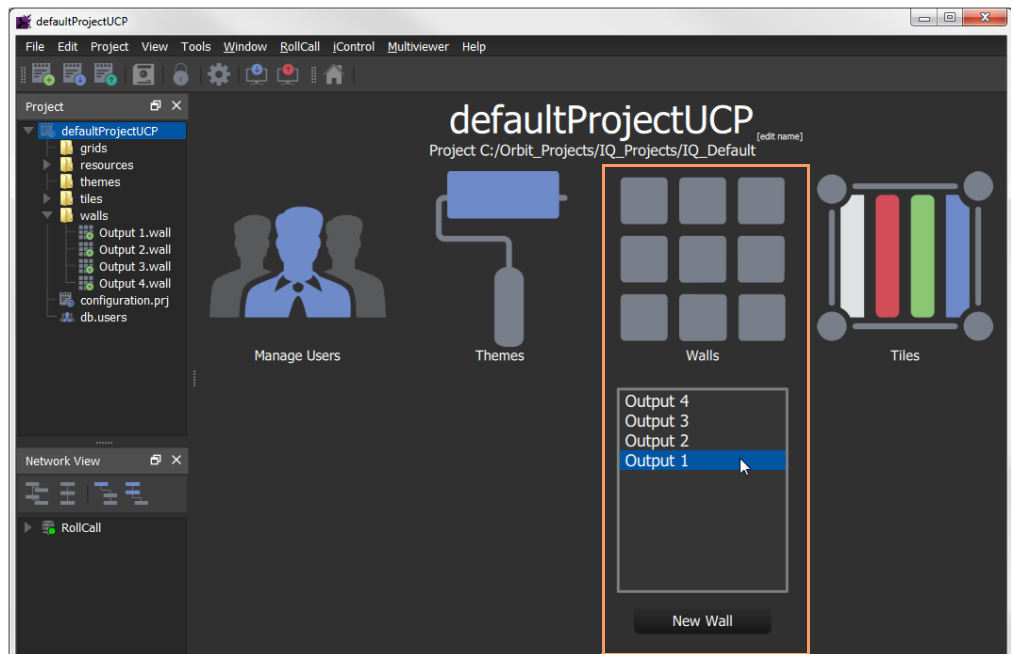 defaultProjectUCP
File Edit Project View Tools Window RollCall iControl Multiviewer Help
Project
defaultProjectUCP
grids
resources
themes
tiles
walls
Output 1.wall
Output 2.wall
Output 3.wall
Output 4.wall
configuration.prj
db.users
Network View
RollCall
defaultProjectUCP [edit name]
Project C:/Orbit_Projects/IQ_Projects/IQ_Default
Manage Users
Themes
Walls
Tiles
Output 4
Output 3
Output 2
Output 1
New Wall